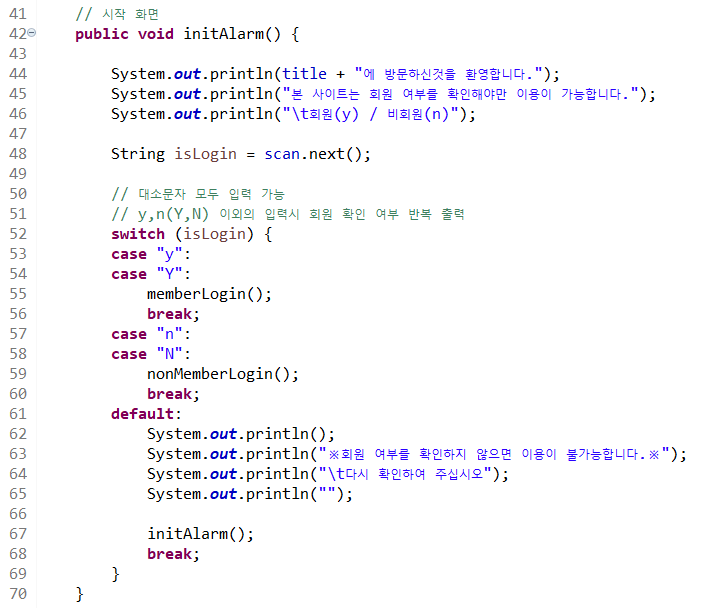 41 // 시작 화면
42 public void initAlarm() {
43
44 System.out.println(title + "에 방문하신것을 환영합니다.");
45 System.out.println("본 사이트는 회원 여부를 확인해야만 이용이 가능합니다.");
46 System.out.println("\t회원(y) / 비회원(n)");
47
48 String isLogin = scan.next();
49
50 // 대소문자 모두 입력 가능
51 // y,n(Y,N) 이외의 입력시 회원 확인 여부 반복 출력
52 switch (isLogin) {
53 case "y":
54 case "Y":
55 memberLogin();
56 break;
57 case "n":
58 case "N":
59 nonMemberLogin();
60 break;
61 default:
62 System.out.println();
63 System.out.println("※회원 여부를 확인하지 않으면 이용이 불가능합니다.※");
64 System.out.println("\t다시 확인하여 주십시오");
65 System.out.println("");
66
67 initAlarm();
68 break;
69 }
70 }